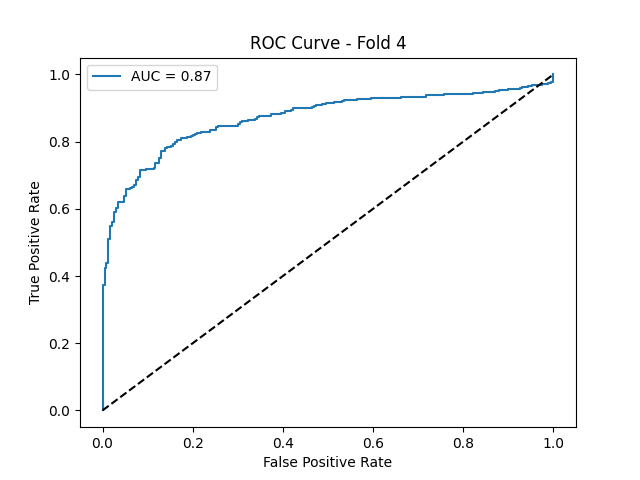 ROC Curve - Fold 4
AUC = 0.87
1.0
0.8
0.6
0.4
0.2
0.0
True Positive Rate
0.0 0.2 0.4 0.6 0.8 1.0
False Positive Rate